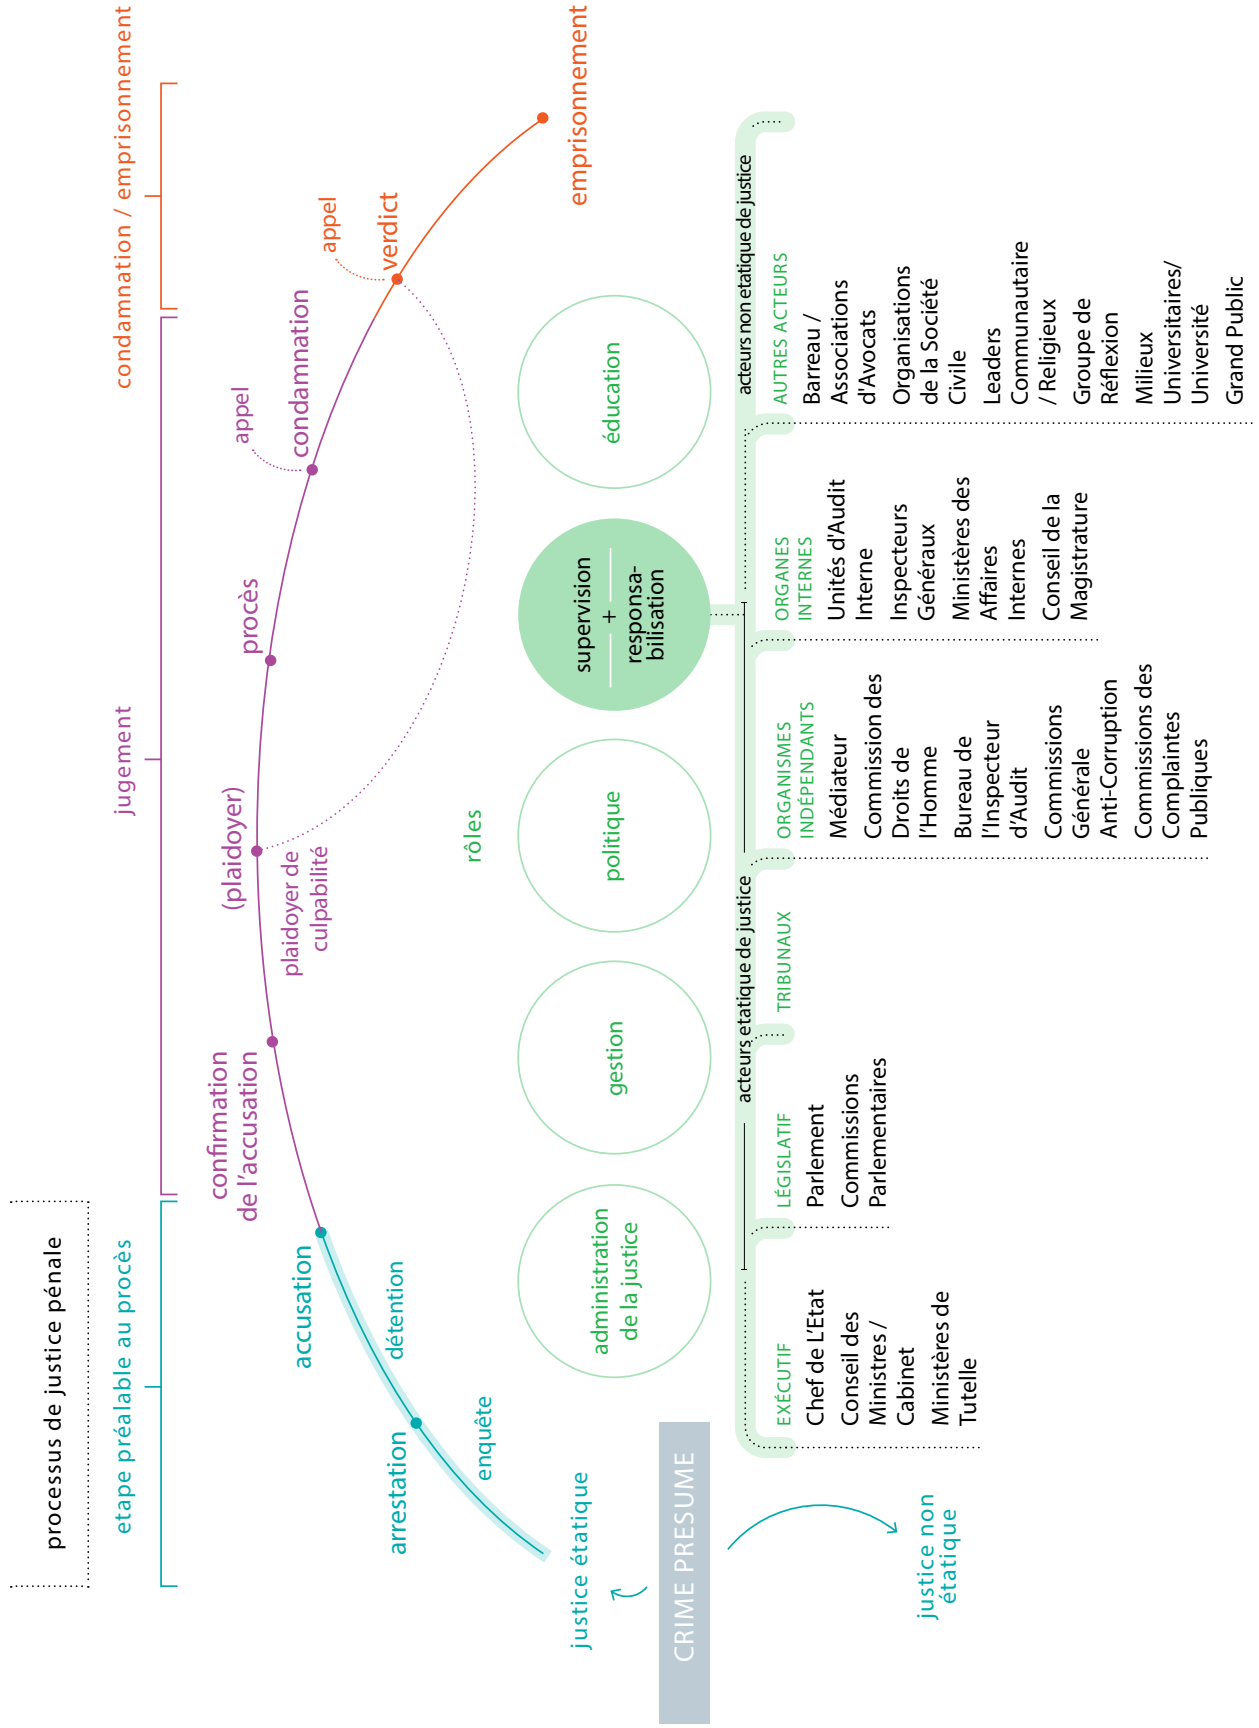 processus de justice pénale
etape préalable au procès
jugement
condamnation / emprisonnement
CRIME PRESUME
justice étatique
justice non
étatique
enquête
arrestation
détention
accusation
confirmation
de l'accusation
(plaidoyer)
plaidoyer de
culpabilité
procès
appel
condamnation
appel
verdict
emprisonnement
rôles
administration
de la justice
gestion
politique
supervision
+
responsa-
bilisation
éducation
acteurs etatique de justice
acteurs non etatique de justice
EXÉCUTIF
Chef de L'Etat
Conseil des
Ministres /
Cabinet
Ministères de
Tutelle
LÉGISLATIF
Parlement
Commissions
Parlementaires
TRIBUNAUX
ORGANISMES
INDÉPENDANTS
Médiateur
Commission des
Droits de
l'Homme
Bureau de
l'Inspecteur
d'Audit
Commissions
Générale
Anti-Corruption
Commissions des
Complaintes
Publiques
ORGANES
INTERNES
Unités d'Audit
Interne
Inspecteurs
Généraux
Ministères des
Affaires
Internes
Conseil de la
Magistrature
AUTRES ACTEURS
Barreau /
Associations
d'Avocats
Organisations
de la Société
Civile
Leaders
Communautaire
/ Religieux
Groupe de
Réflexion
Milieux
Universitaires/
Université
Grand Public